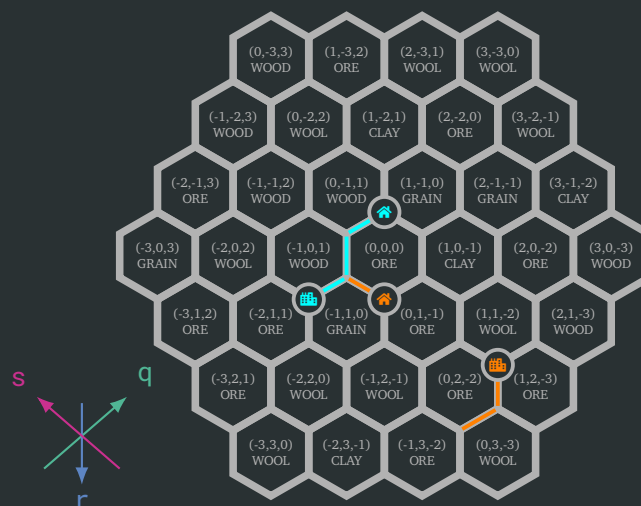 (0,-3,3) (1,-3,2) (2,-3,1) (3,-3,0)
WOOD ORE WOOL WOOL
(-1,-2,3) (0,-2,2) (1,-2,1) (2,-2,0) (3,-2,-1)
WOOD WOOL CLAY ORE WOOL
(-2,-1,3) (-1,-1,2) (0,-1,1) (1,-1,0) (2,-1,-1) (3,-1,-2)
ORE WOOD WOOD GRAIN GRAIN CLAY
(-3,0,3) (-2,0,2) (-1,0,1) (0,0,0) (1,0,-1) (2,0,-2) (3,0,-3)
GRAIN WOOL WOOD ORE CLAY ORE WOOD
(-3,1,2) (-2,1,1) (-1,1,0) (0,1,-1) (1,1,-2) (2,1,-3)
ORE ORE GRAIN ORE WOOL WOOD
(-3,2,1) (-2,2,0) (-1,2,-1) (0,2,-2) (1,2,-3)
ORE WOOL WOOL ORE ORE
(-3,3,0) (-2,3,-1) (-1,3,-2) (0,3,-3)
WOOL CLAY ORE WOOL
s q
r